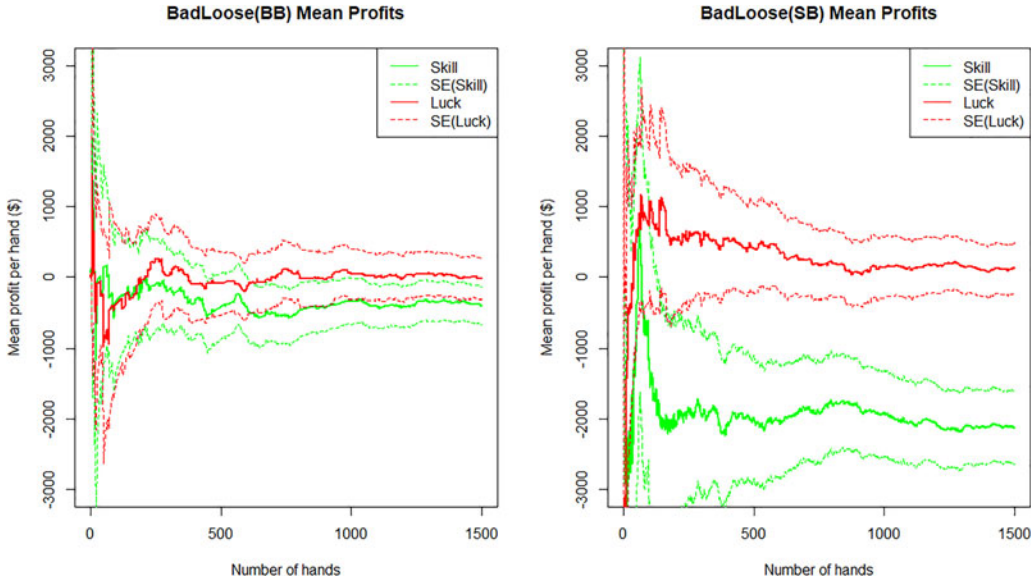 BadLoose(BB) Mean Profits
Mean profit per hand ($)
3000
2000
1000
0
-1000
-2000
-3000
Skill
SE(Skill)
Luck
SE(Luck)
0
500
1000
1500
Number of hands
BadLoose(SB) Mean Profits
Mean profit per hand ($)
3000
2000
1000
0
-1000
-2000
-3000
Skill
SE(Skill)
Luck
SE(Luck)
0
500
1000
1500
Number of hands